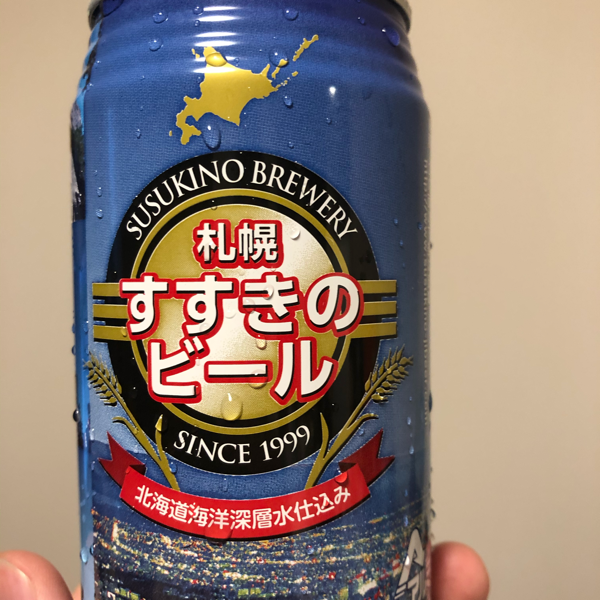 SUSUKINO BREWERY
札幌
すすきの
ビール
SINCE 1999
北海道海洋深層水仕込み